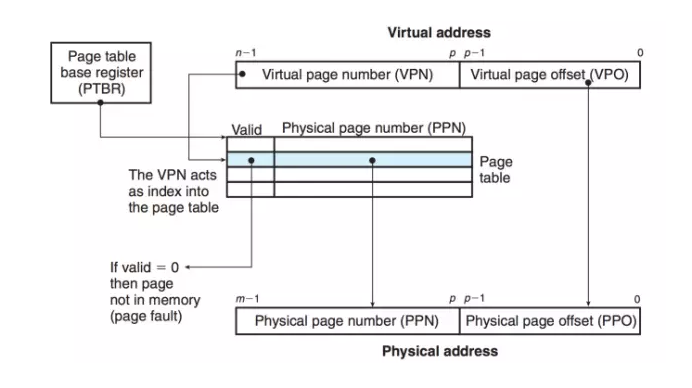 Virtual address
n–1
p p–1
0
Page table
base register
(PTBR)
Virtual page number (VPN)
Virtual page offset (VPO)
Valid
Physical page number (PPN)
The VPN acts
as index into
the page table
Page
table
If valid = 0
then page
not in memory
(page fault)
m–1
p p–1
0
Physical page number (PPN)
Physical page offset (PPO)
Physical address